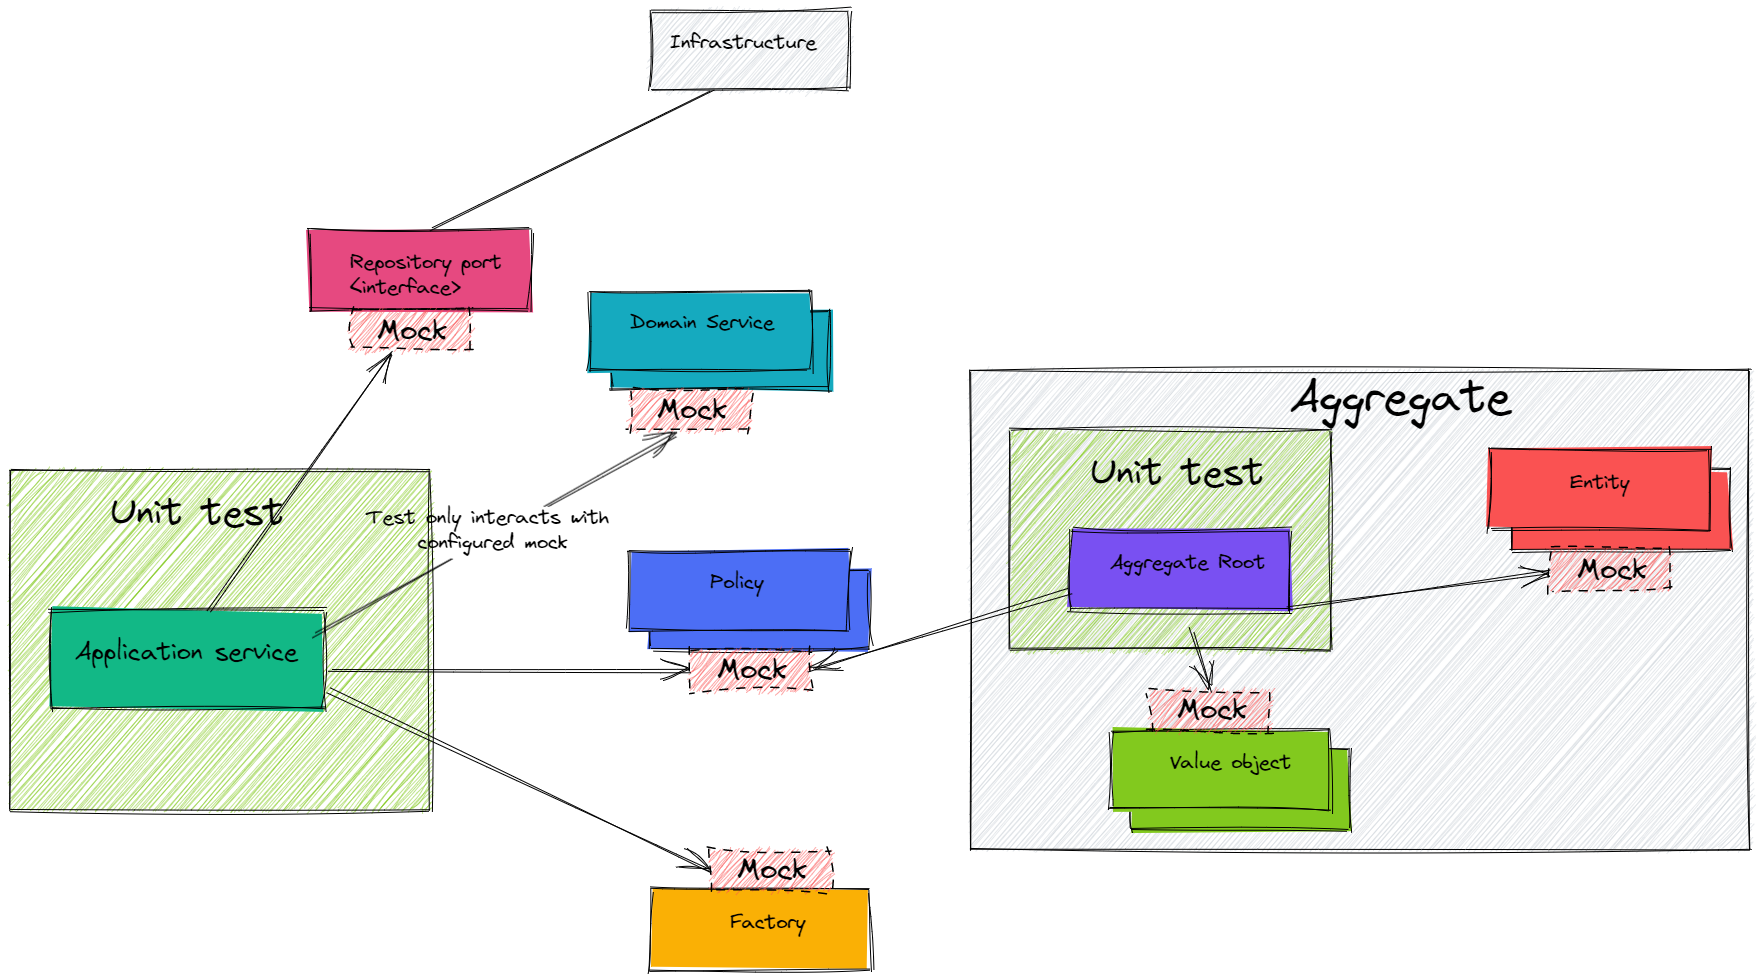 Infrastructure
Repository port
<interface>
Mock
Domain Service
Mock
Aggregate
Unit test
Entity
Unit test
Test only interacts with
configured mock
Policy
Aggregate Root
Mock
Application service
Mock
Mock
Value object
Mock
Factory